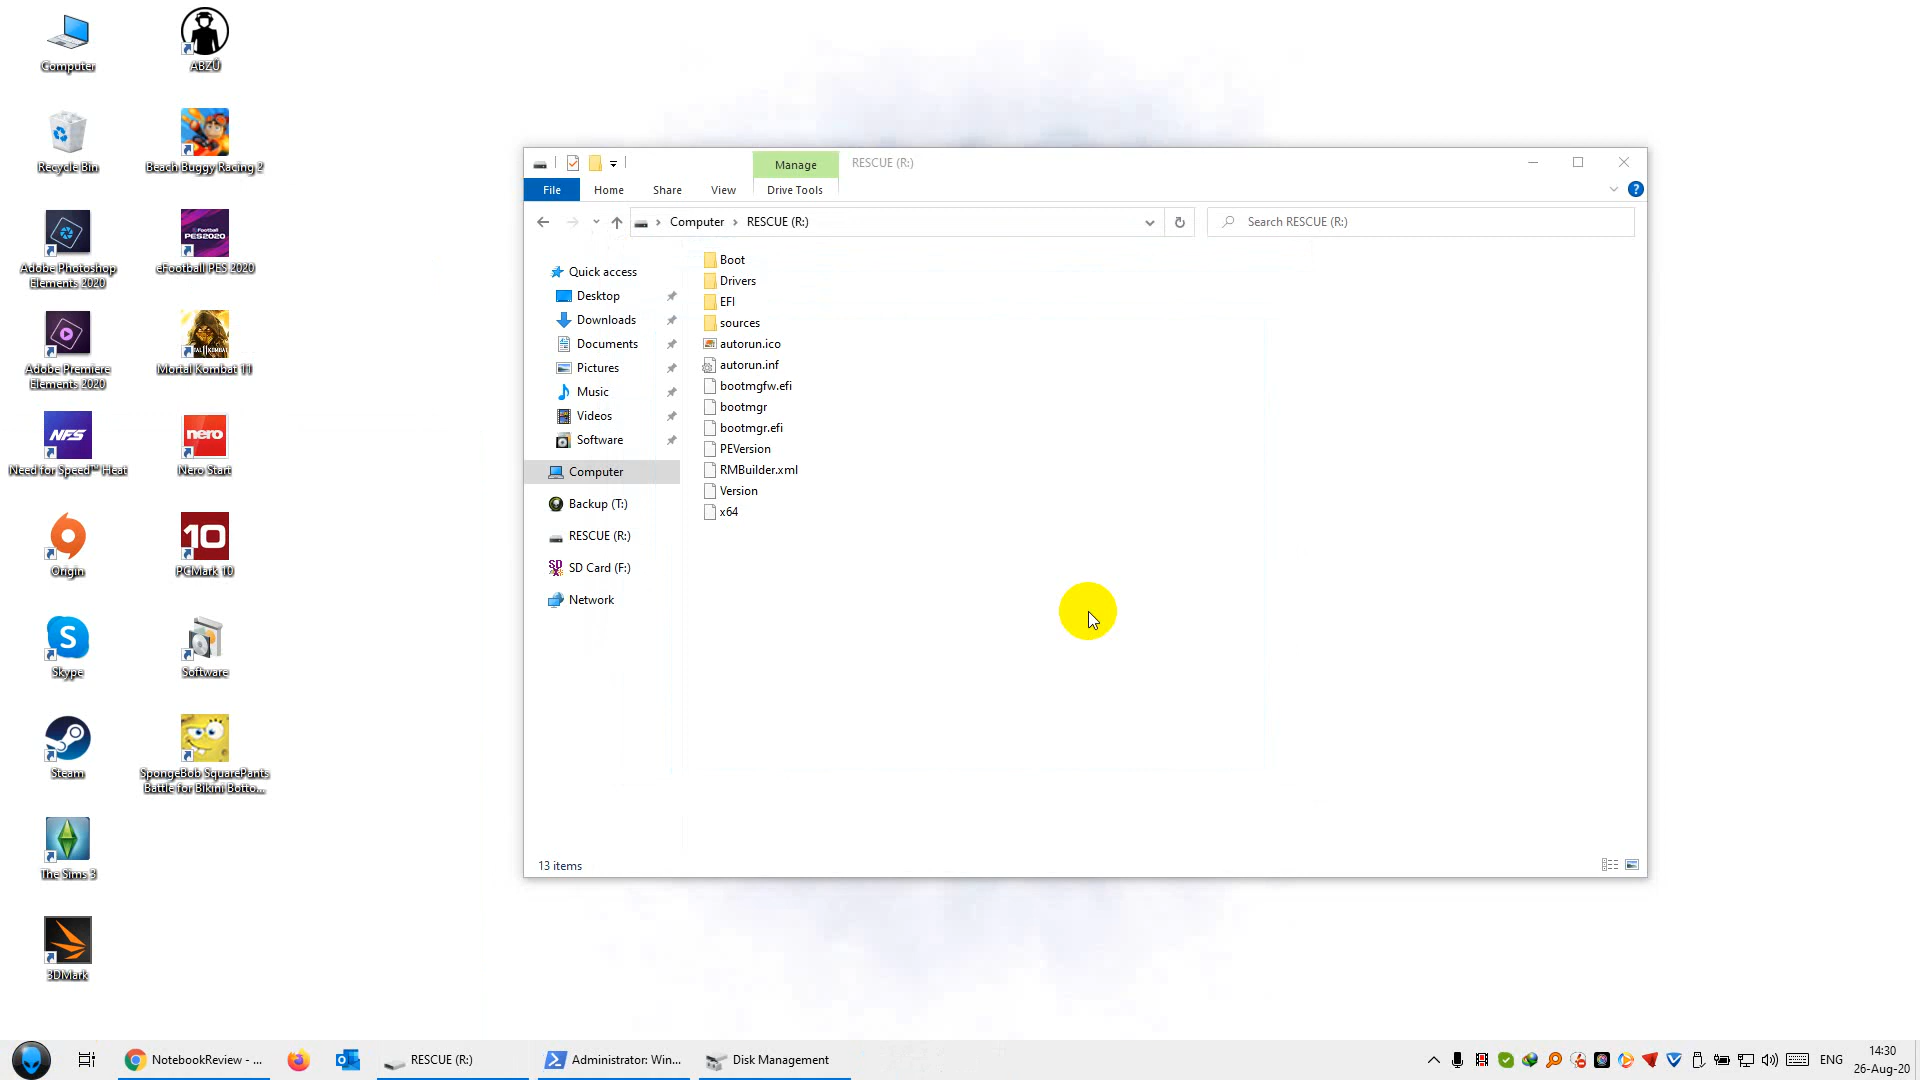 Computer
ABZÛ
Recycle Bin
Beach Buggy Racing 2
Adobe Photoshop
Elements 2020
eFootball PES 2020
Adobe Premiere
Elements 2020
Mortal Kombat 11
NFS
Need for Speed™ Heat
nero
Nero Start
Origin
10
PCMark 10
Skype
Software
Steam
SpongeBob SquarePants
Battle for Bikini Botto...
The Sims 3
3DMark
Manage
RESCUE (R:)
File
Home
Share
View
Drive Tools
Computer
RESCUE (R:)
Search RESCUE (R:)
Quick access
Desktop
Downloads
Documents
Pictures
Music
Videos
Software
Computer
Backup (T:)
RESCUE (R:)
SD Card (F:)
Network
Boot
Drivers
EFI
sources
autorun.ico
autorun.inf
bootmgfw.efi
bootmgr
bootmgr.efi
PEVersion
RMBuilder.xml
Version
x64
13 items
NotebookReview - ...
RESCUE (R:)
Administrator: Win...
Disk Management
ENG
14:30
26-Aug-20